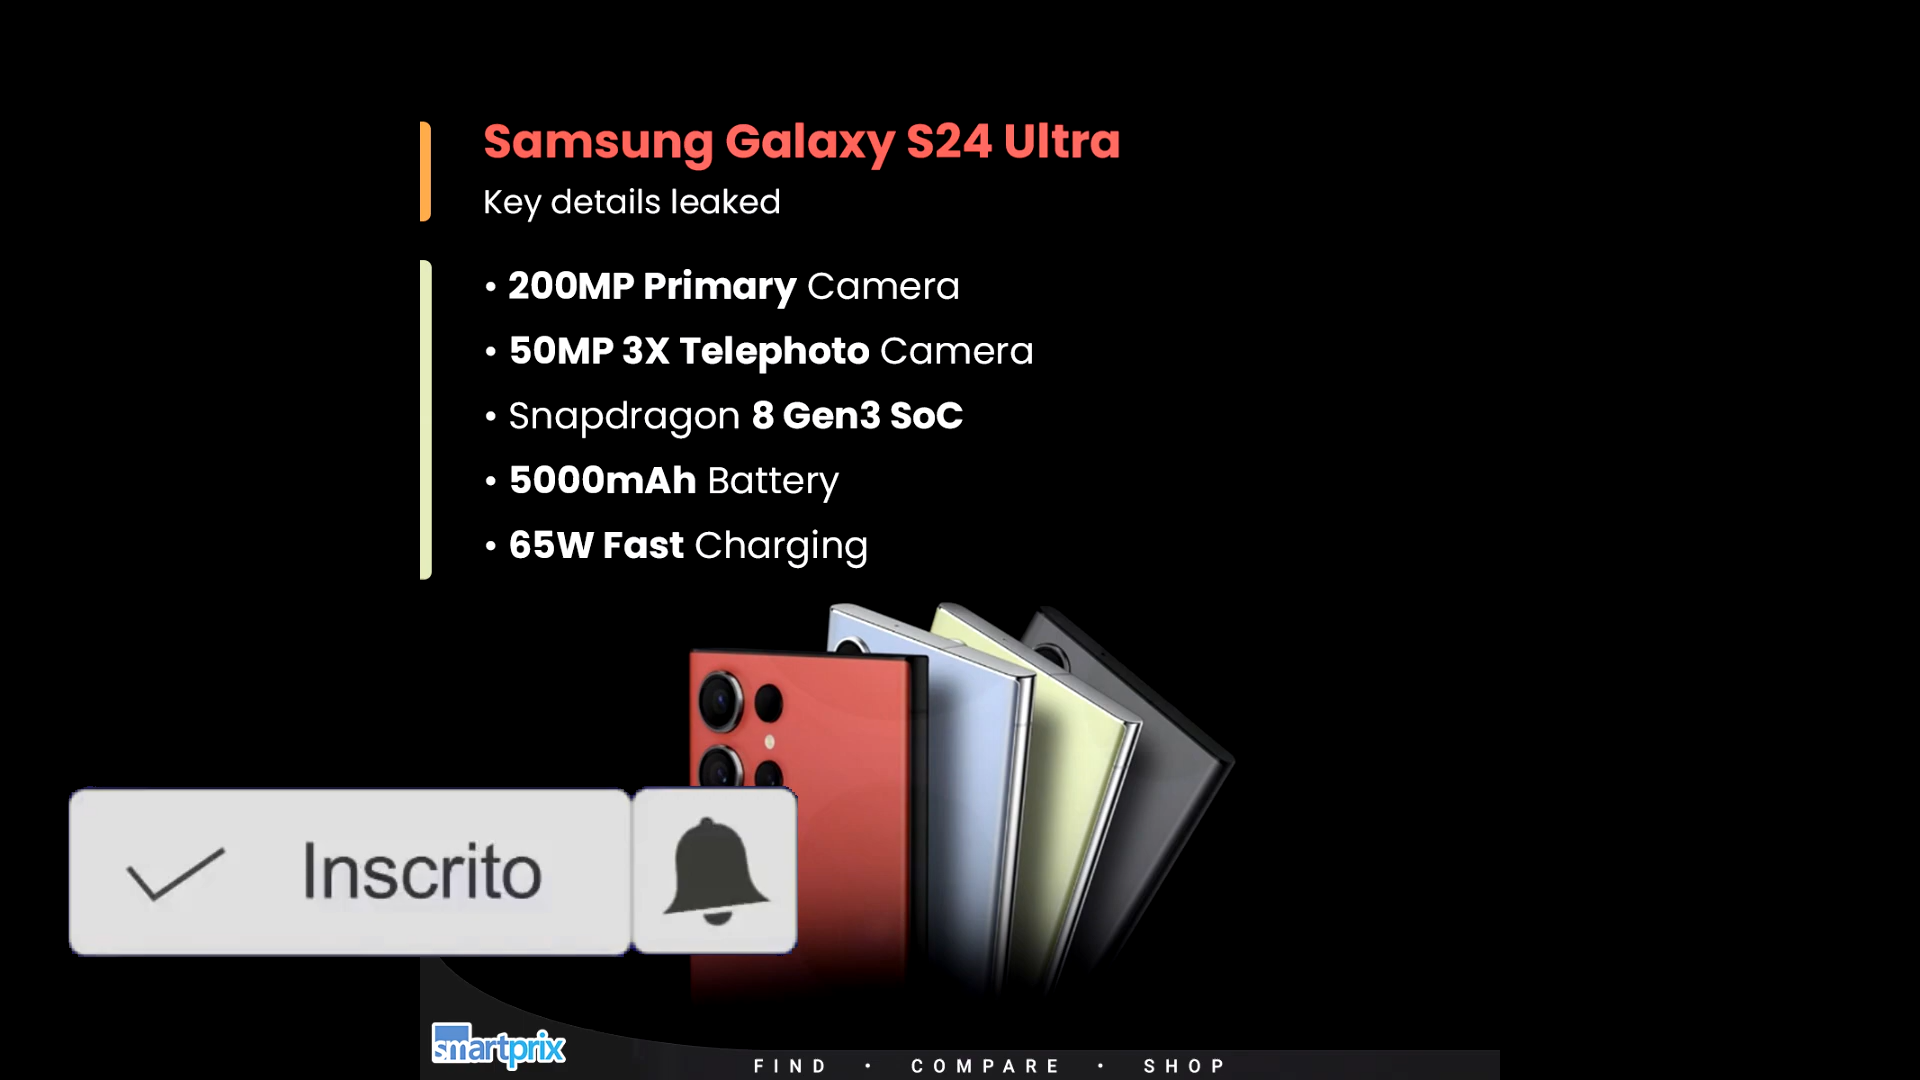 Samsung Galaxy S24 Ultra
Key details leaked
• 200MP Primary Camera
• 50MP 3X Telephoto Camera
• Snapdragon 8 Gen3 SoC
• 5000mAh Battery
• 65W Fast Charging
Inscrito
smartprix
FIND • COMPARE • SHOP